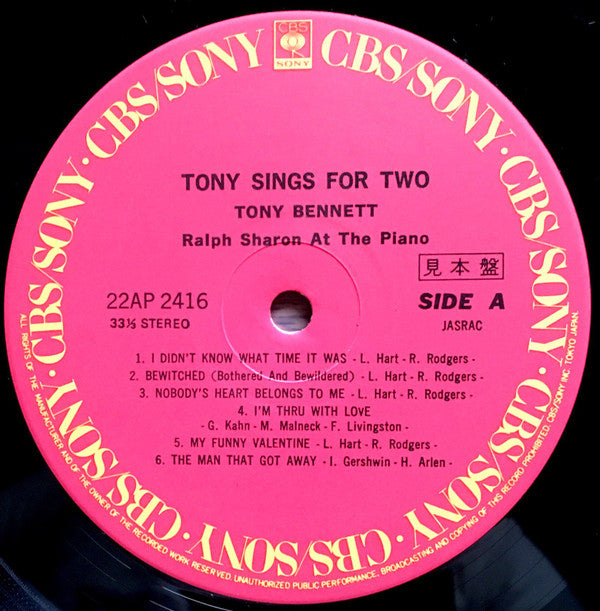 CBS
SONY
CBS/SONY · CBS/SONY · CBS/SONY · CBS/SONY · CBS/SONY · CBS/SONY · CBS/SONY · CBS/SONY
TONY SINGS FOR TWO
TONY BENNETT
Ralph Sharon At The Piano
見本盤
22AP 2416
SIDE A
33⅓ STEREO
JASRAC
1. I DIDN'T KNOW WHAT TIME IT WAS - L. Hart - R. Rodgers -
2. BEWITCHED (Bothered And Bewildered) - L. Hart - R. Rodgers -
3. NOBODY'S HEART BELONGS TO ME - L. Hart - R. Rodgers -
4. I'M THRU WITH LOVE
- G. Kahn - M. Malneck - F. Livingston -
5. MY FUNNY VALENTINE - L. Hart - R. Rodgers -
6. THE MAN THAT GOT AWAY - I. Gershwin - H. Arlen -
ALL RIGHTS OF THE MANUFACTURER AND OF THE OWNER OF THE RECORDED WORK RESERVED. UNAUTHORIZED PUBLIC PERFORMANCE, BROADCASTING AND COPYING OF THIS RECORD PROHIBITED. CBS/SONY INC. TOKYO JAPAN.